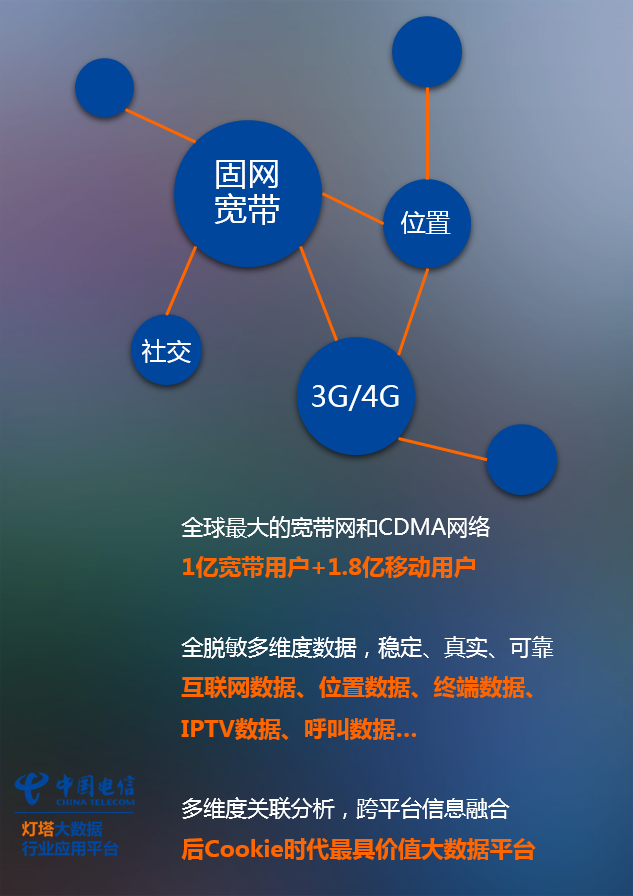 固网
宽带
位置
社交
3G/4G
全球最大的宽带网和CDMA网络
1亿宽带用户+1.8亿移动用户
全脱敏多维度数据，稳定、真实、可靠
互联网数据、位置数据、终端数据、
IPTV数据、呼叫数据...
中国电信
CHINA TELECOM
灯塔大数据
行业应用平台
多维度关联分析，跨平台信息融合
后Cookie时代最具价值大数据平台